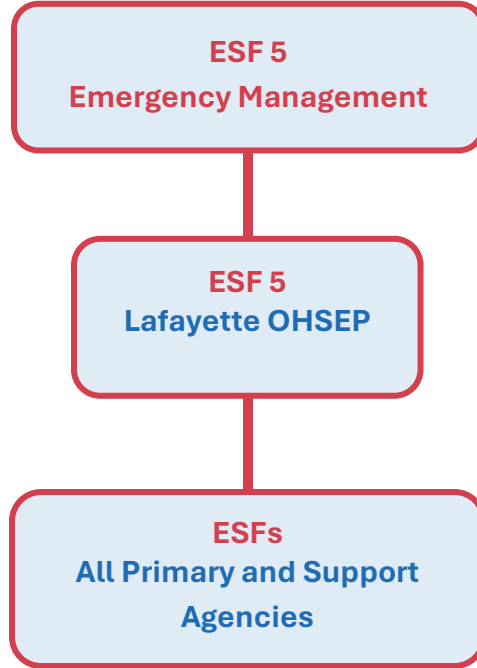 ESF 5
Emergency Management
ESF 5
Lafayette OHSEP
ESFs
All Primary and Support
Agencies